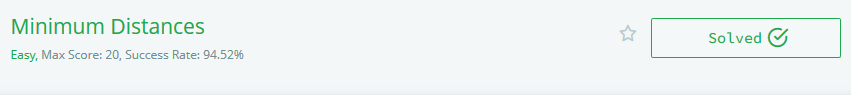 Minimum Distances
Solved
Easy, Max Score: 20, Success Rate: 94.52%